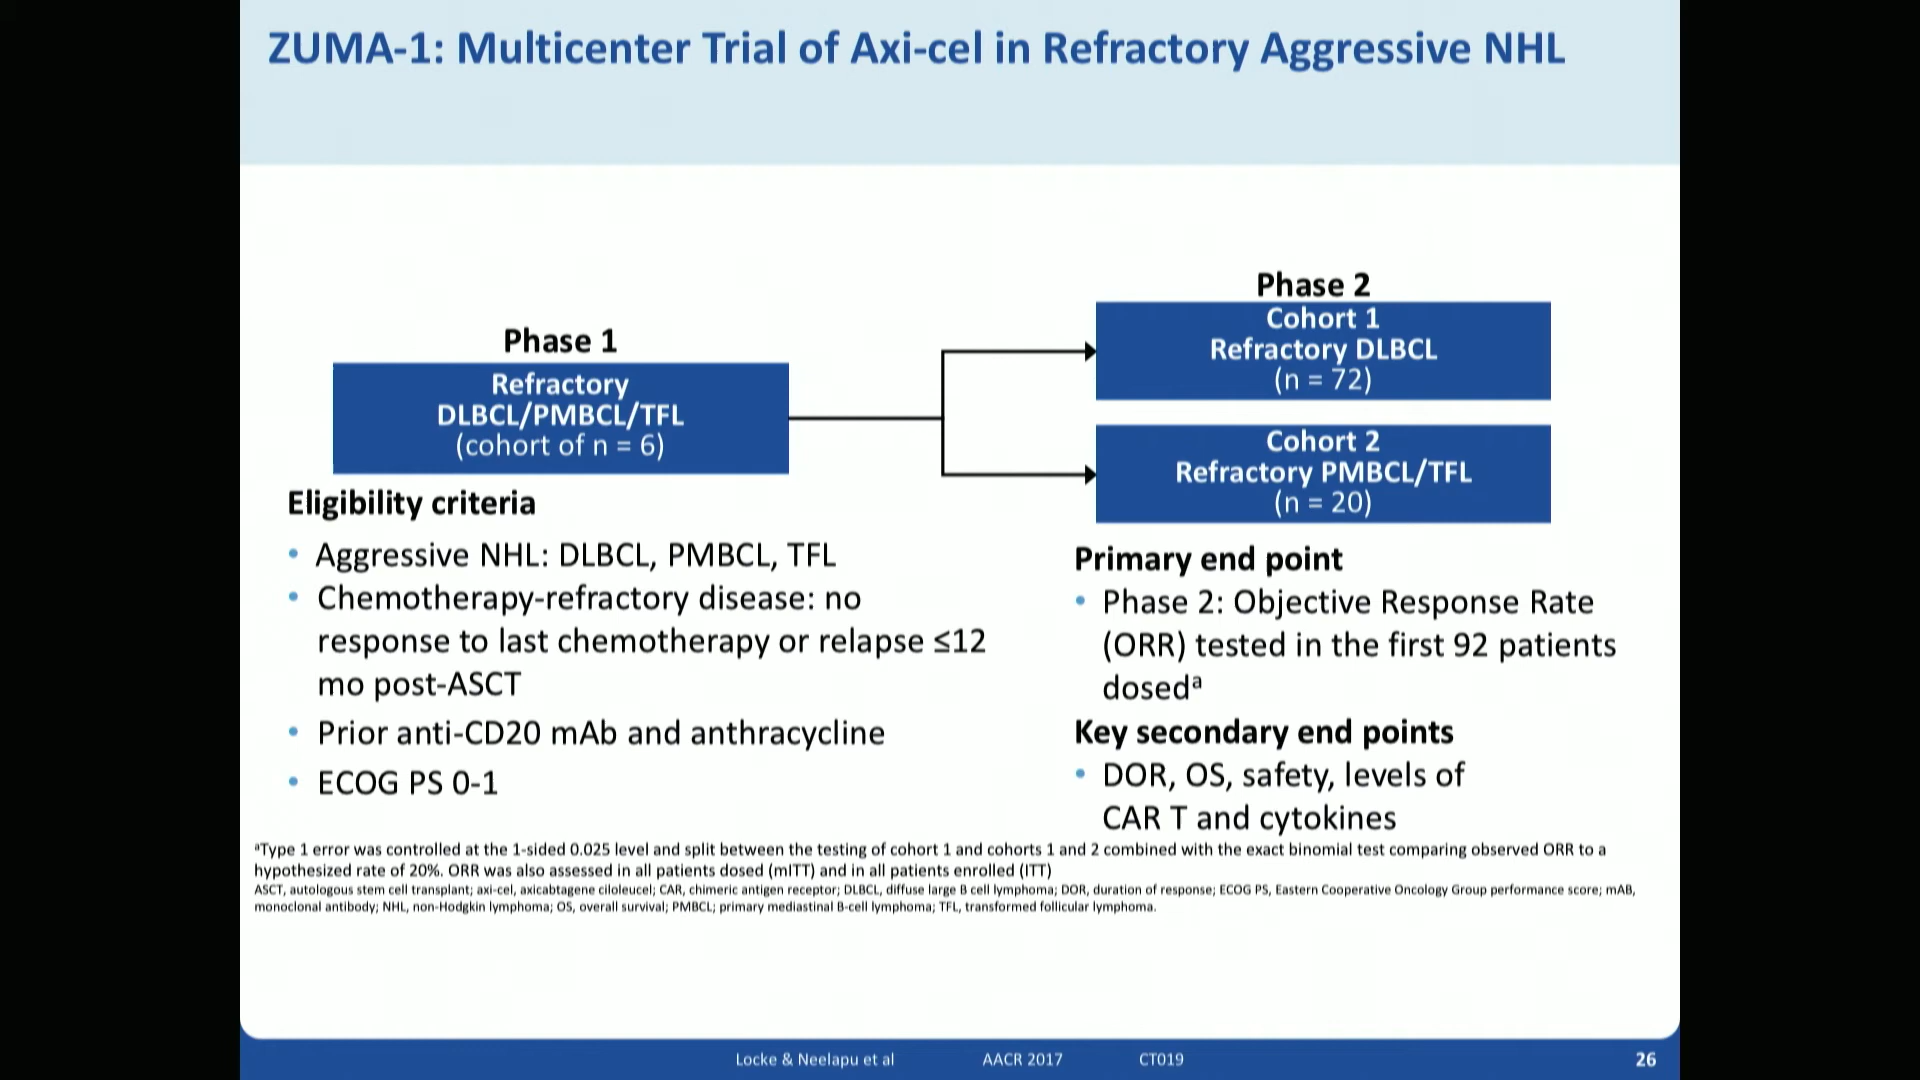 ZUMA-1: Multicenter Trial of Axi-cel in Refractory Aggressive NHL
Phase 1
Refractory
DLBCL/PMBCL/TFL
(cohort of n = 6)
Phase 2
Cohort 1
Refractory DLBCL
(n = 72)
Cohort 2
Refractory PMBCL/TFL
(n = 20)
Eligibility criteria
• Aggressive NHL: DLBCL, PMBCL, TFL
• Chemotherapy-refractory disease: no
response to last chemotherapy or relapse ≤12
mo post-ASCT
• Prior anti-CD20 mAb and anthracycline
• ECOG PS 0-1
Primary end point
• Phase 2: Objective Response Rate
(ORR) tested in the first 92 patients
dosedᵃ
Key secondary end points
• DOR, OS, safety, levels of
CAR T and cytokines
ᵃType 1 error was controlled at the 1-sided 0.025 level and split between the testing of cohort 1 and cohorts 1 and 2 combined with the exact binomial test comparing observed ORR to a
hypothesized rate of 20%. ORR was also assessed in all patients dosed (mITT) and in all patients enrolled (ITT)
ASCT, autologous stem cell transplant; axi-cel, axicabtagene ciloleucel; CAR, chimeric antigen receptor; DLBCL, diffuse large B cell lymphoma; DOR, duration of response; ECOG PS, Eastern Cooperative Oncology Group performance score; mAB,
monoclonal antibody; NHL, non-Hodgkin lymphoma; OS, overall survival; PMBCL; primary mediastinal B-cell lymphoma; TFL, transformed follicular lymphoma.
Locke & Neelapu et al AACR 2017 CT019
26